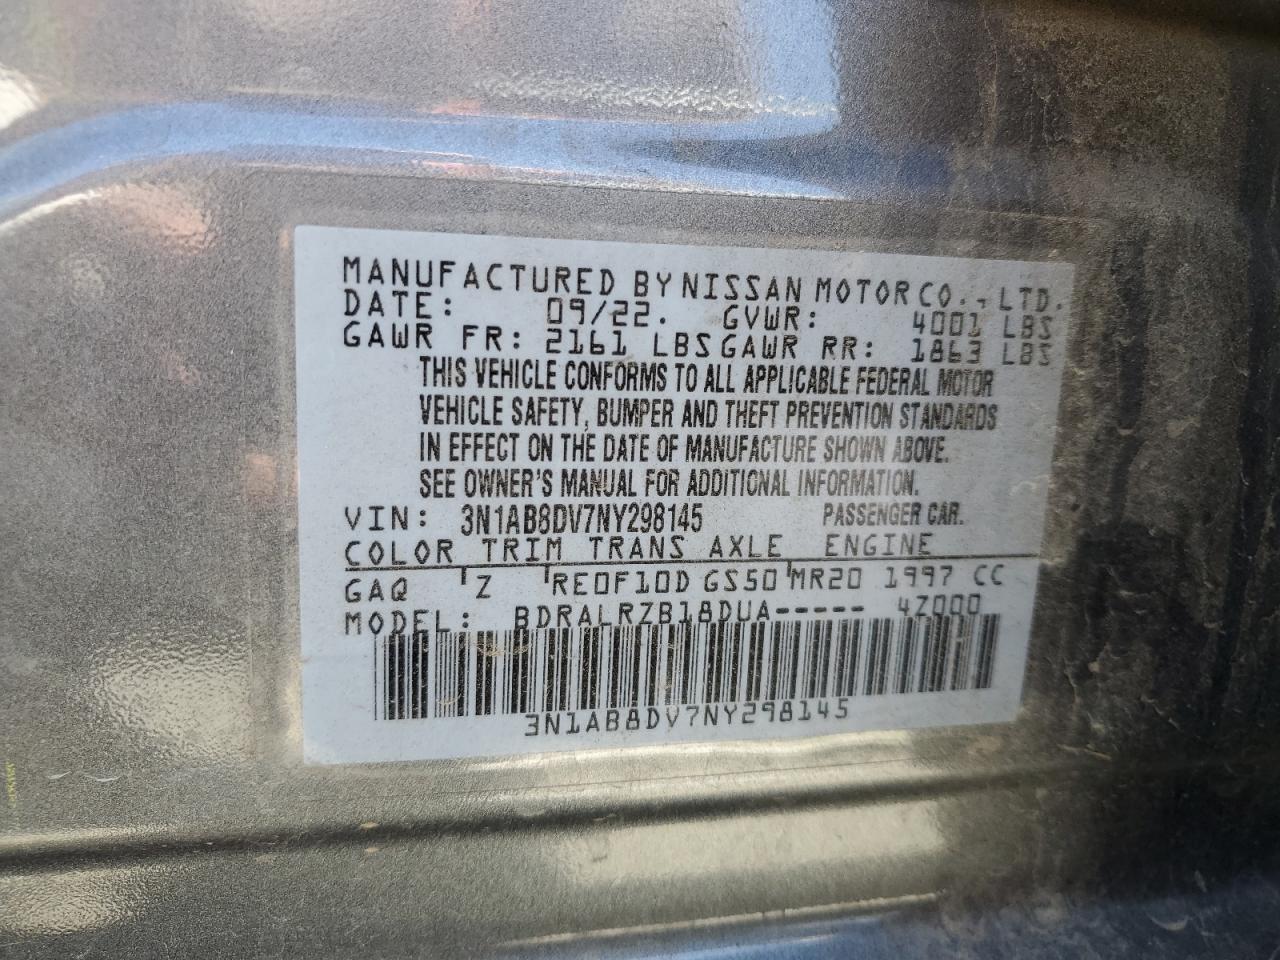 MANUFACTURED BY NISSAN MOTOR CO., LTD.
DATE: 09/22. GVWR: 4001 LBS
GAWR FR: 2161 LBS GAWR RR: 1863 LBS
THIS VEHICLE CONFORMS TO ALL APPLICABLE FEDERAL MOTOR
VEHICLE SAFETY, BUMPER AND THEFT PREVENTION STANDARDS
IN EFFECT ON THE DATE OF MANUFACTURE SHOWN ABOVE.
SEE OWNER'S MANUAL FOR ADDITIONAL INFORMATION.
VIN: 3N1AB8DV7NY298145 PASSENGER CAR.
COLOR TRIM TRANS AXLE ENGINE
GAQ Z RE0F10D GS50 MR20 1997 CC
MODEL: BDRALRZB18DUA----- 4Z000
3N1AB8DV7NY298145